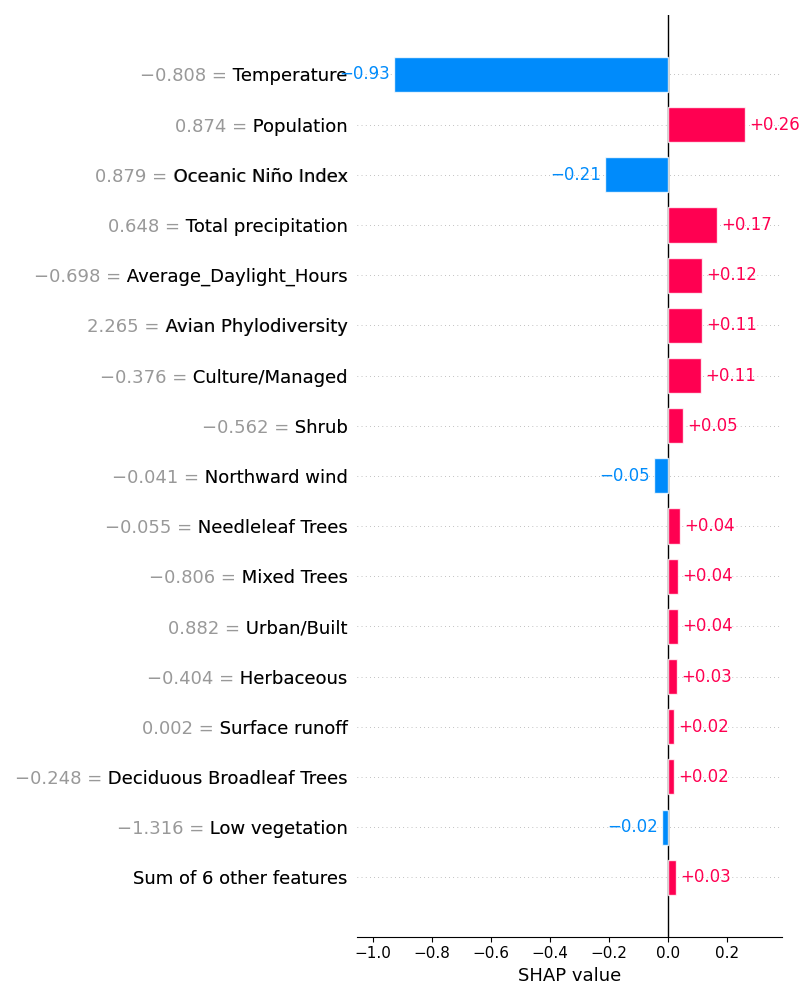 −0.808 = Temperature −0.93
0.874 = Population +0.26
0.879 = Oceanic Niño Index −0.21
0.648 = Total precipitation +0.17
−0.698 = Average_Daylight_Hours +0.12
2.265 = Avian Phylodiversity +0.11
−0.376 = Culture/Managed +0.11
−0.562 = Shrub +0.05
−0.041 = Northward wind −0.05
−0.055 = Needleleaf Trees +0.04
−0.806 = Mixed Trees +0.04
0.882 = Urban/Built +0.04
−0.404 = Herbaceous +0.03
0.002 = Surface runoff +0.02
−0.248 = Deciduous Broadleaf Trees +0.02
−1.316 = Low vegetation −0.02
Sum of 6 other features +0.03
−1.0 −0.8 −0.6 −0.4 −0.2 0.0 0.2
SHAP value